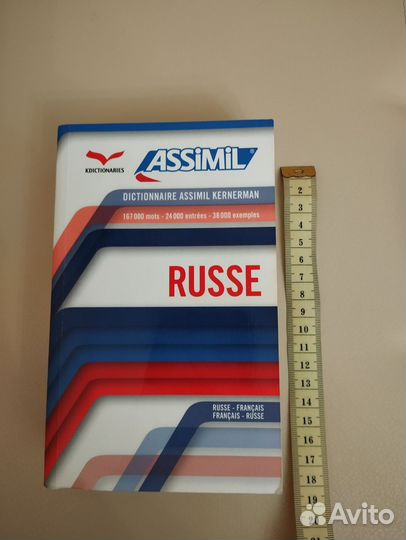 KDICTIONARIES
ASSiMiL®
DICTIONNAIRE ASSIMIL KERNERMAN
167 000 mots - 24 000 entrées - 38 000 exemples
RUSSE
RUSSE - FRANÇAIS
FRANÇAIS - RUSSE
2
3
4
5
6
7
8
9
10
11
12
13
14
15
16
17
18
19
20
21
Avito